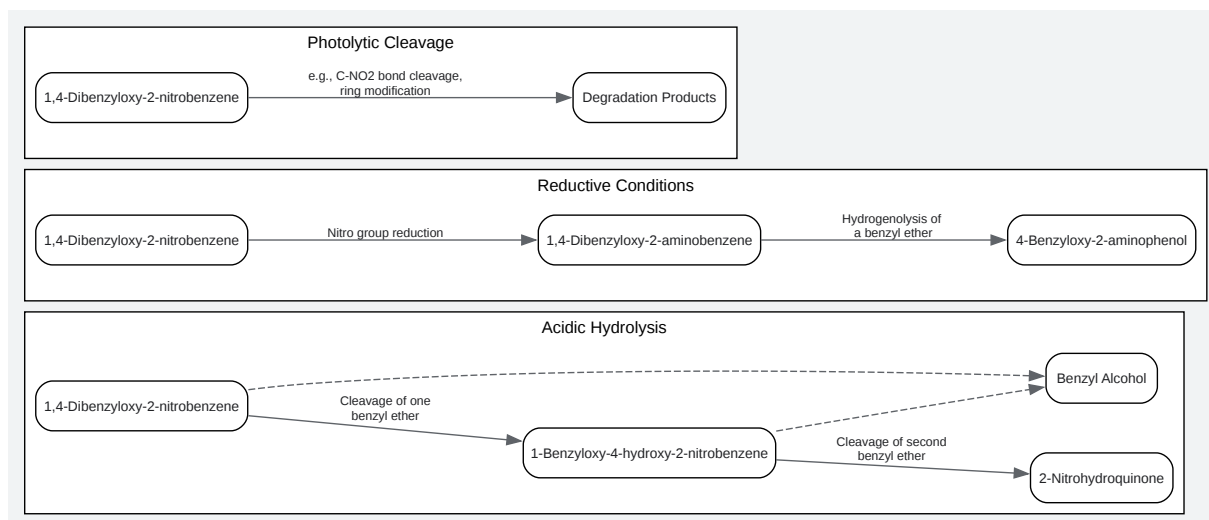 Photolytic Cleavage
1,4-Dibenzyloxy-2-nitrobenzene
e.g., C-NO2 bond cleavage,
ring modification
Degradation Products
Reductive Conditions
1,4-Dibenzyloxy-2-nitrobenzene
Nitro group reduction
1,4-Dibenzyloxy-2-aminobenzene
Hydrogenolysis of
a benzyl ether
4-Benzyloxy-2-aminophenol
Acidic Hydrolysis
1,4-Dibenzyloxy-2-nitrobenzene
Cleavage of one
benzyl ether
1-Benzyloxy-4-hydroxy-2-nitrobenzene
Benzyl Alcohol
Cleavage of second
benzyl ether
2-Nitrohydroquinone